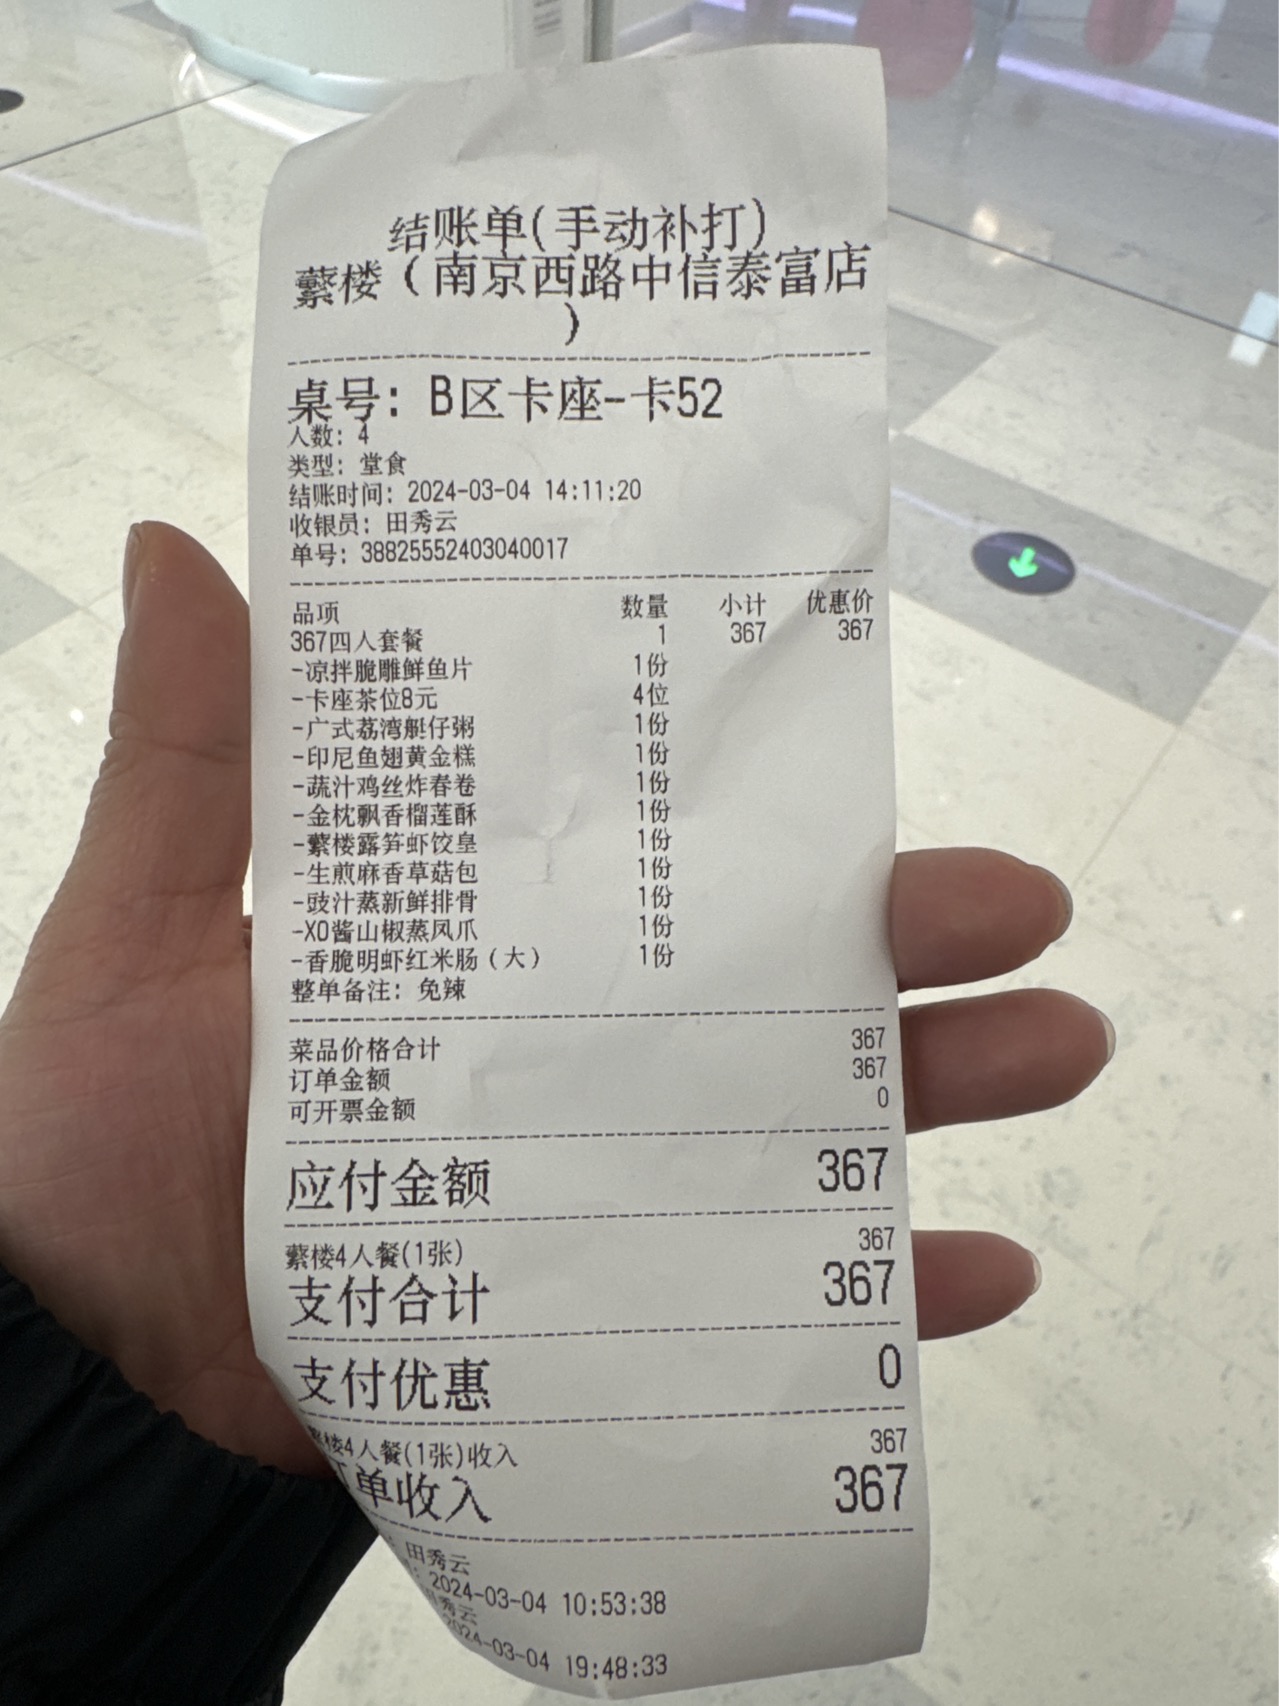 结账单(手动补打)
蘩楼（南京西路中信泰富店
）
桌号：B区卡座-卡52
人数：4
类型：堂食
结账时间：2024-03-04 14:11:20
收银员：田秀云
单号：38825552403040017
品项 数量 小计 优惠价
367四人套餐 1 367 367
-凉拌脆雕鲜鱼片 1份
-卡座茶位8元 4位
-广式荔湾艇仔粥 1份
-印尼鱼翅黄金糕 1份
-蔬汁鸡丝炸春卷 1份
-金枕飘香榴莲酥 1份
-蘩楼露笋虾饺皇 1份
-生煎麻香草菇包 1份
-豉汁蒸新鲜排骨 1份
-XO酱山椒蒸凤爪 1份
-香脆明虾红米肠（大） 1份
整单备注：免辣
菜品价格合计 367
订单金额 367
可开票金额 0
应付金额 367
蘩楼4人餐(1张) 367
支付合计 367
支付优惠 0
蘩楼4人餐(1张)收入 367
订单收入 367
田秀云
2024-03-04 10:53:38
田秀云
2024-03-04 19:48:33